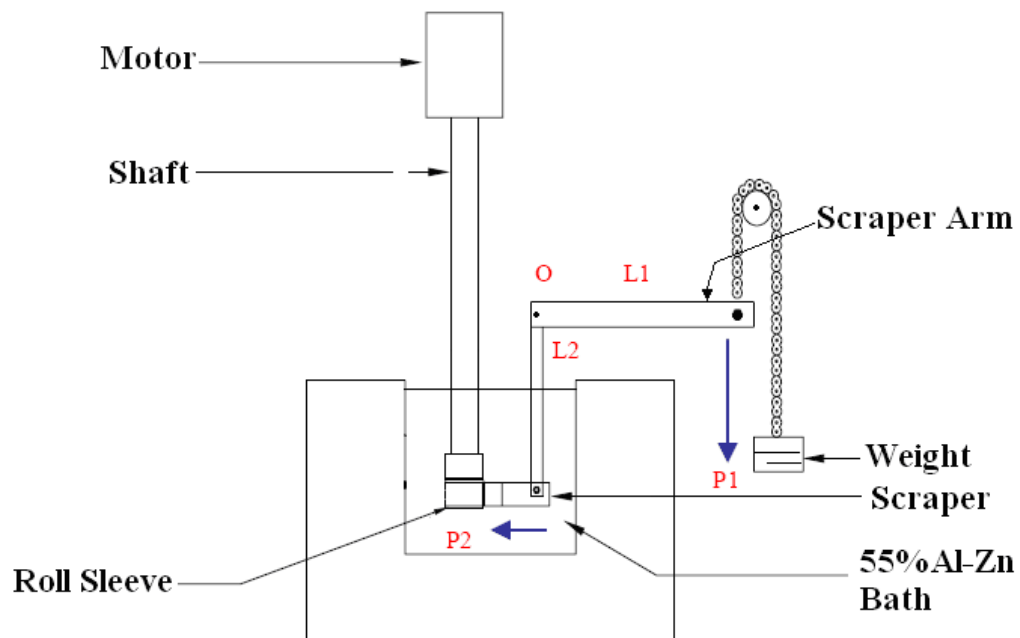 Motor
Shaft
Scraper Arm
O
L1
L2
P1
Weight
Scraper
P2
Roll Sleeve
55%Al-Zn
Bath